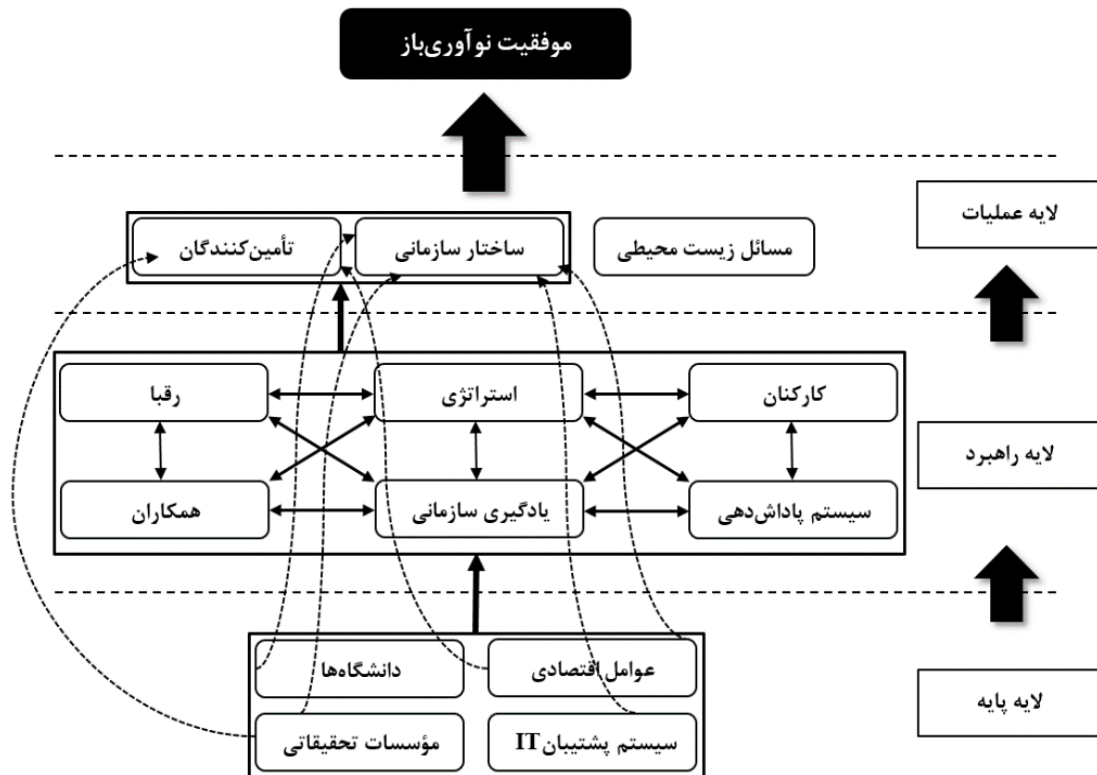 موفقیت نوآوری‌باز
لایه عملیات
مسائل زیست محیطی
ساختار سازمانی
تأمین‌کنندگان
لایه راهبرد
کارکنان
استراتژی
رقبا
سیستم پاداش‌دهی
یادگیری سازمانی
همکاران
لایه پایه
عوامل اقتصادی
دانشگاه‌ها
سیستم پشتیبان IT
مؤسسات تحقیقاتی